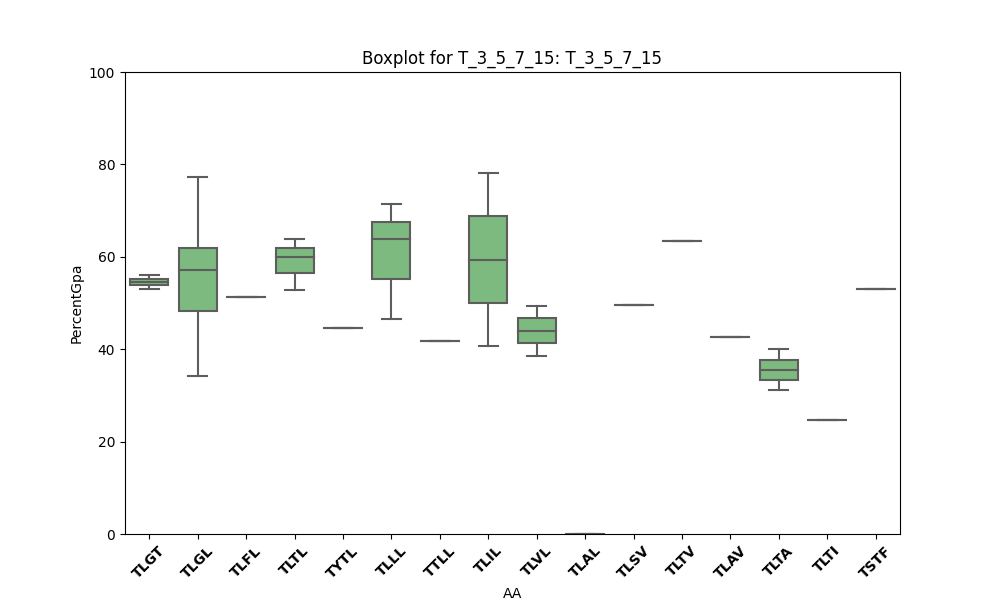 Boxplot for T_3_5_7_15: T_3_5_7_15
100
80
60
40
20
0
PercentGpa
TLGT
TLGL
TLFL
TLTL
TYTL
TLLL
TTLL
TLIL
TLVL
TLAL
TLSV
TLTV
TLAV
TLTA
TLTI
TSTF
AA